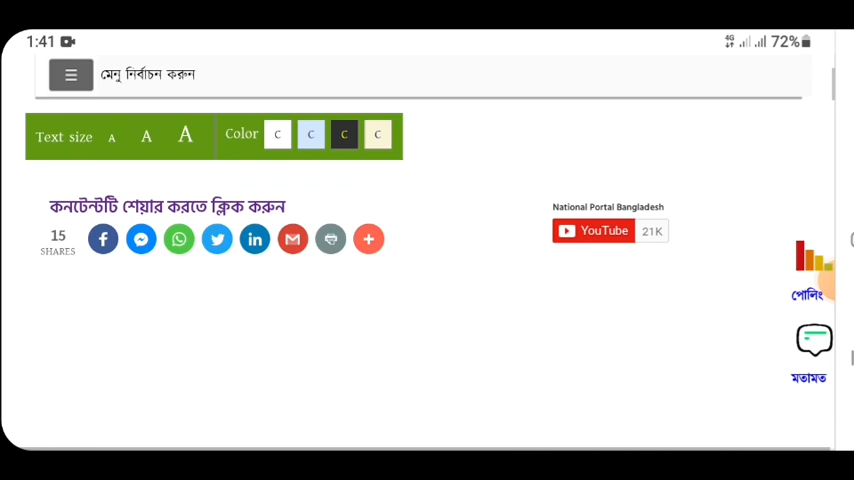 1:41
4G 72%
মেনু নির্বাচন করুন
Text size A A A Color C C C C
কনটেন্টটি শেয়ার করতে ক্লিক করুন
15
SHARES
National Portal Bangladesh
YouTube 21K
পোলিং
মতামত